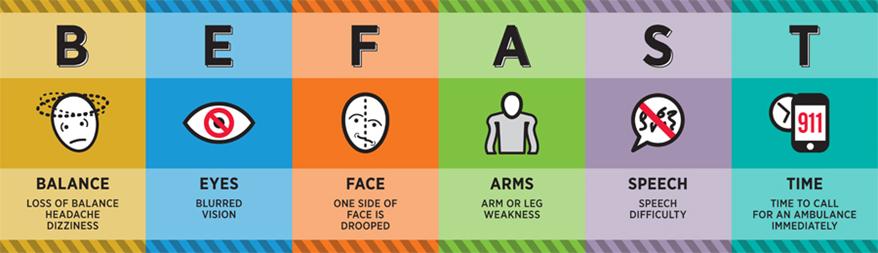 B
BALANCE
LOSS OF BALANCE
HEADACHE
DIZZINESS
E
EYES
BLURRED
VISION
F
FACE
ONE SIDE OF
FACE IS
DROOPED
A
ARMS
ARM OR LEG
WEAKNESS
S
SPEECH
SPEECH
DIFFICULTY
T
911
TIME
TIME TO CALL
FOR AN AMBULANCE
IMMEDIATELY